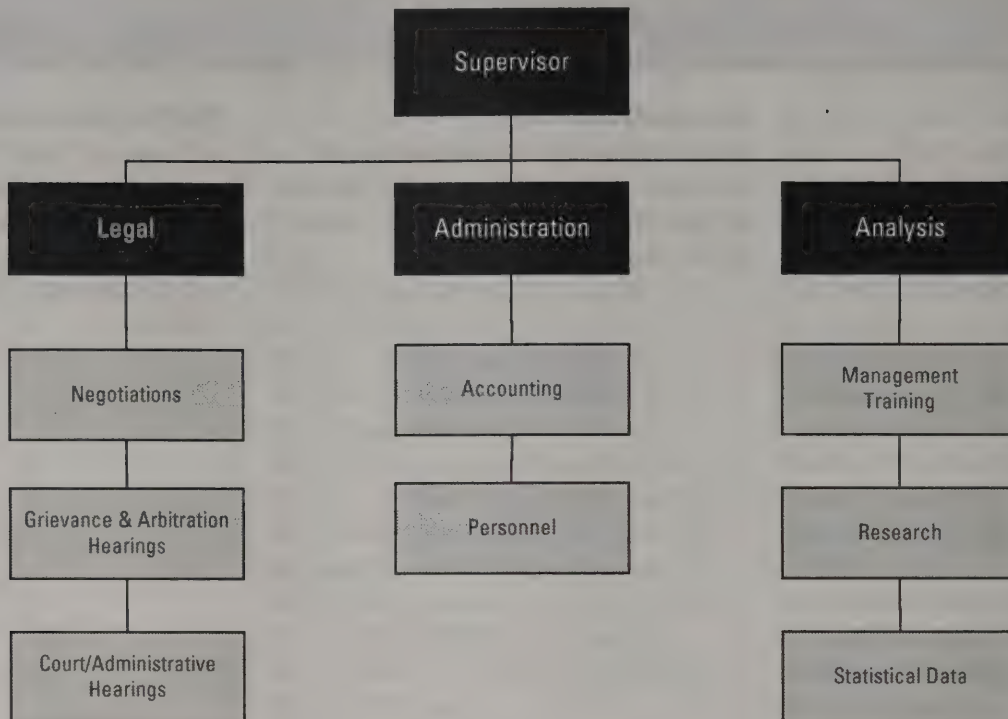 Supervisor
Legal
Administration
Analysis
Negotiations
Accounting
Management
Training
Grievance & Arbitration
Hearings
Personnel
Research
Court/Administrative
Hearings
Statistical Data